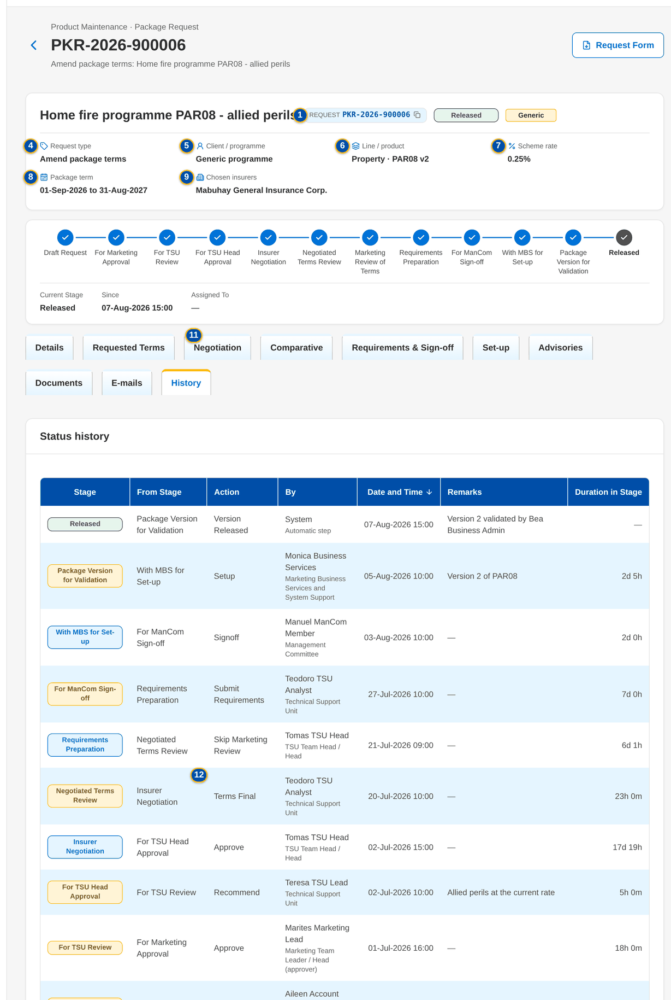 Product Maintenance · Package Request
PKR-2026-900006
Amend package terms: Home fire programme PAR08 - allied perils
Request Form
Home fire programme PAR08 - allied perils
1
REQUEST PKR-2026-900006
Released
Generic
4
Request type
Amend package terms
5
Client / programme
Generic programme
6
Line / product
Property · PAR08 v2
7
Scheme rate
0.25%
8
Package term
01-Sep-2026 to 31-Aug-2027
9
Chosen insurers
Mabuhay General Insurance Corp.
Draft Request
For Marketing
Approval
For TSU
Review
For TSU Head
Approval
Insurer
Negotiation
Negotiated
Terms Review
Marketing
Review of
Terms
Requirements
Preparation
For ManCom
Sign-off
With MBS for
Set-up
Package
Version for
Validation
Released
Current Stage
Released
Since
07-Aug-2026 15:00
Assigned To
—
11
Details
Requested Terms
Negotiation
Comparative
Requirements & Sign-off
Set-up
Advisories
Documents
E-mails
History
Status history
Stage
From Stage
Action
By
Date and Time
Remarks
Duration in Stage
Released
Package Version
for Validation
Version
Released
System
Automatic step
07-Aug-2026 15:00
Version 2 validated by Bea
Business Admin
—
Package Version
for Validation
With MBS for
Set-up
Setup
Monica Business
Services
Marketing Business
Services and
System Support
05-Aug-2026 10:00
Version 2 of PAR08
2d 5h
With MBS for Set-
up
For ManCom
Sign-off
Signoff
Manuel ManCom
Member
Management
Committee
03-Aug-2026 10:00
—
2d 0h
For ManCom Sign-
off
Requirements
Preparation
Submit
Requirements
Teodoro TSU
Analyst
Technical Support
Unit
27-Jul-2026 10:00
—
7d 0h
Requirements
Preparation
Negotiated
Terms Review
Skip Marketing
Review
Tomas TSU Head
TSU Team Head /
Head
21-Jul-2026 09:00
—
6d 1h
12
Negotiated Terms
Review
Insurer
Negotiation
Terms Final
Teodoro TSU
Analyst
Technical Support
Unit
20-Jul-2026 10:00
—
23h 0m
Insurer
Negotiation
For TSU Head
Approval
Approve
Tomas TSU Head
TSU Team Head /
Head
02-Jul-2026 15:00
—
17d 19h
For TSU Head
Approval
For TSU Review
Recommend
Teresa TSU Lead
Technical Support
Unit
02-Jul-2026 10:00
Allied perils at the current rate
5h 0m
For TSU Review
For Marketing
Approval
Approve
Marites Marketing
Lead
Marketing Team
Leader / Head
(approver)
01-Jul-2026 16:00
—
18h 0m
Aileen Account